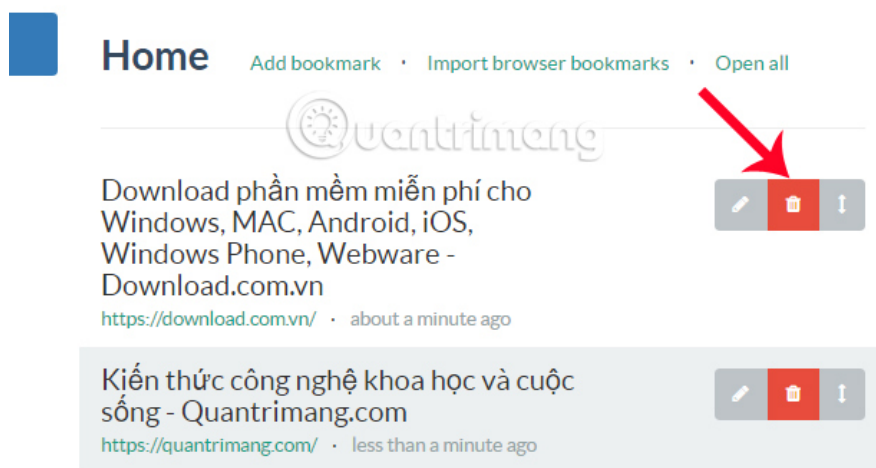 Home Add bookmark · Import browser bookmarks · Open all
Quantrimang
Download phần mềm miễn phí cho
Windows, MAC, Android, iOS,
Windows Phone, Webware -
Download.com.vn
https://download.com.vn/ · about a minute ago
Kiến thức công nghệ khoa học và cuộc
sống - Quantrimang.com
https://quantrimang.com/ · less than a minute ago